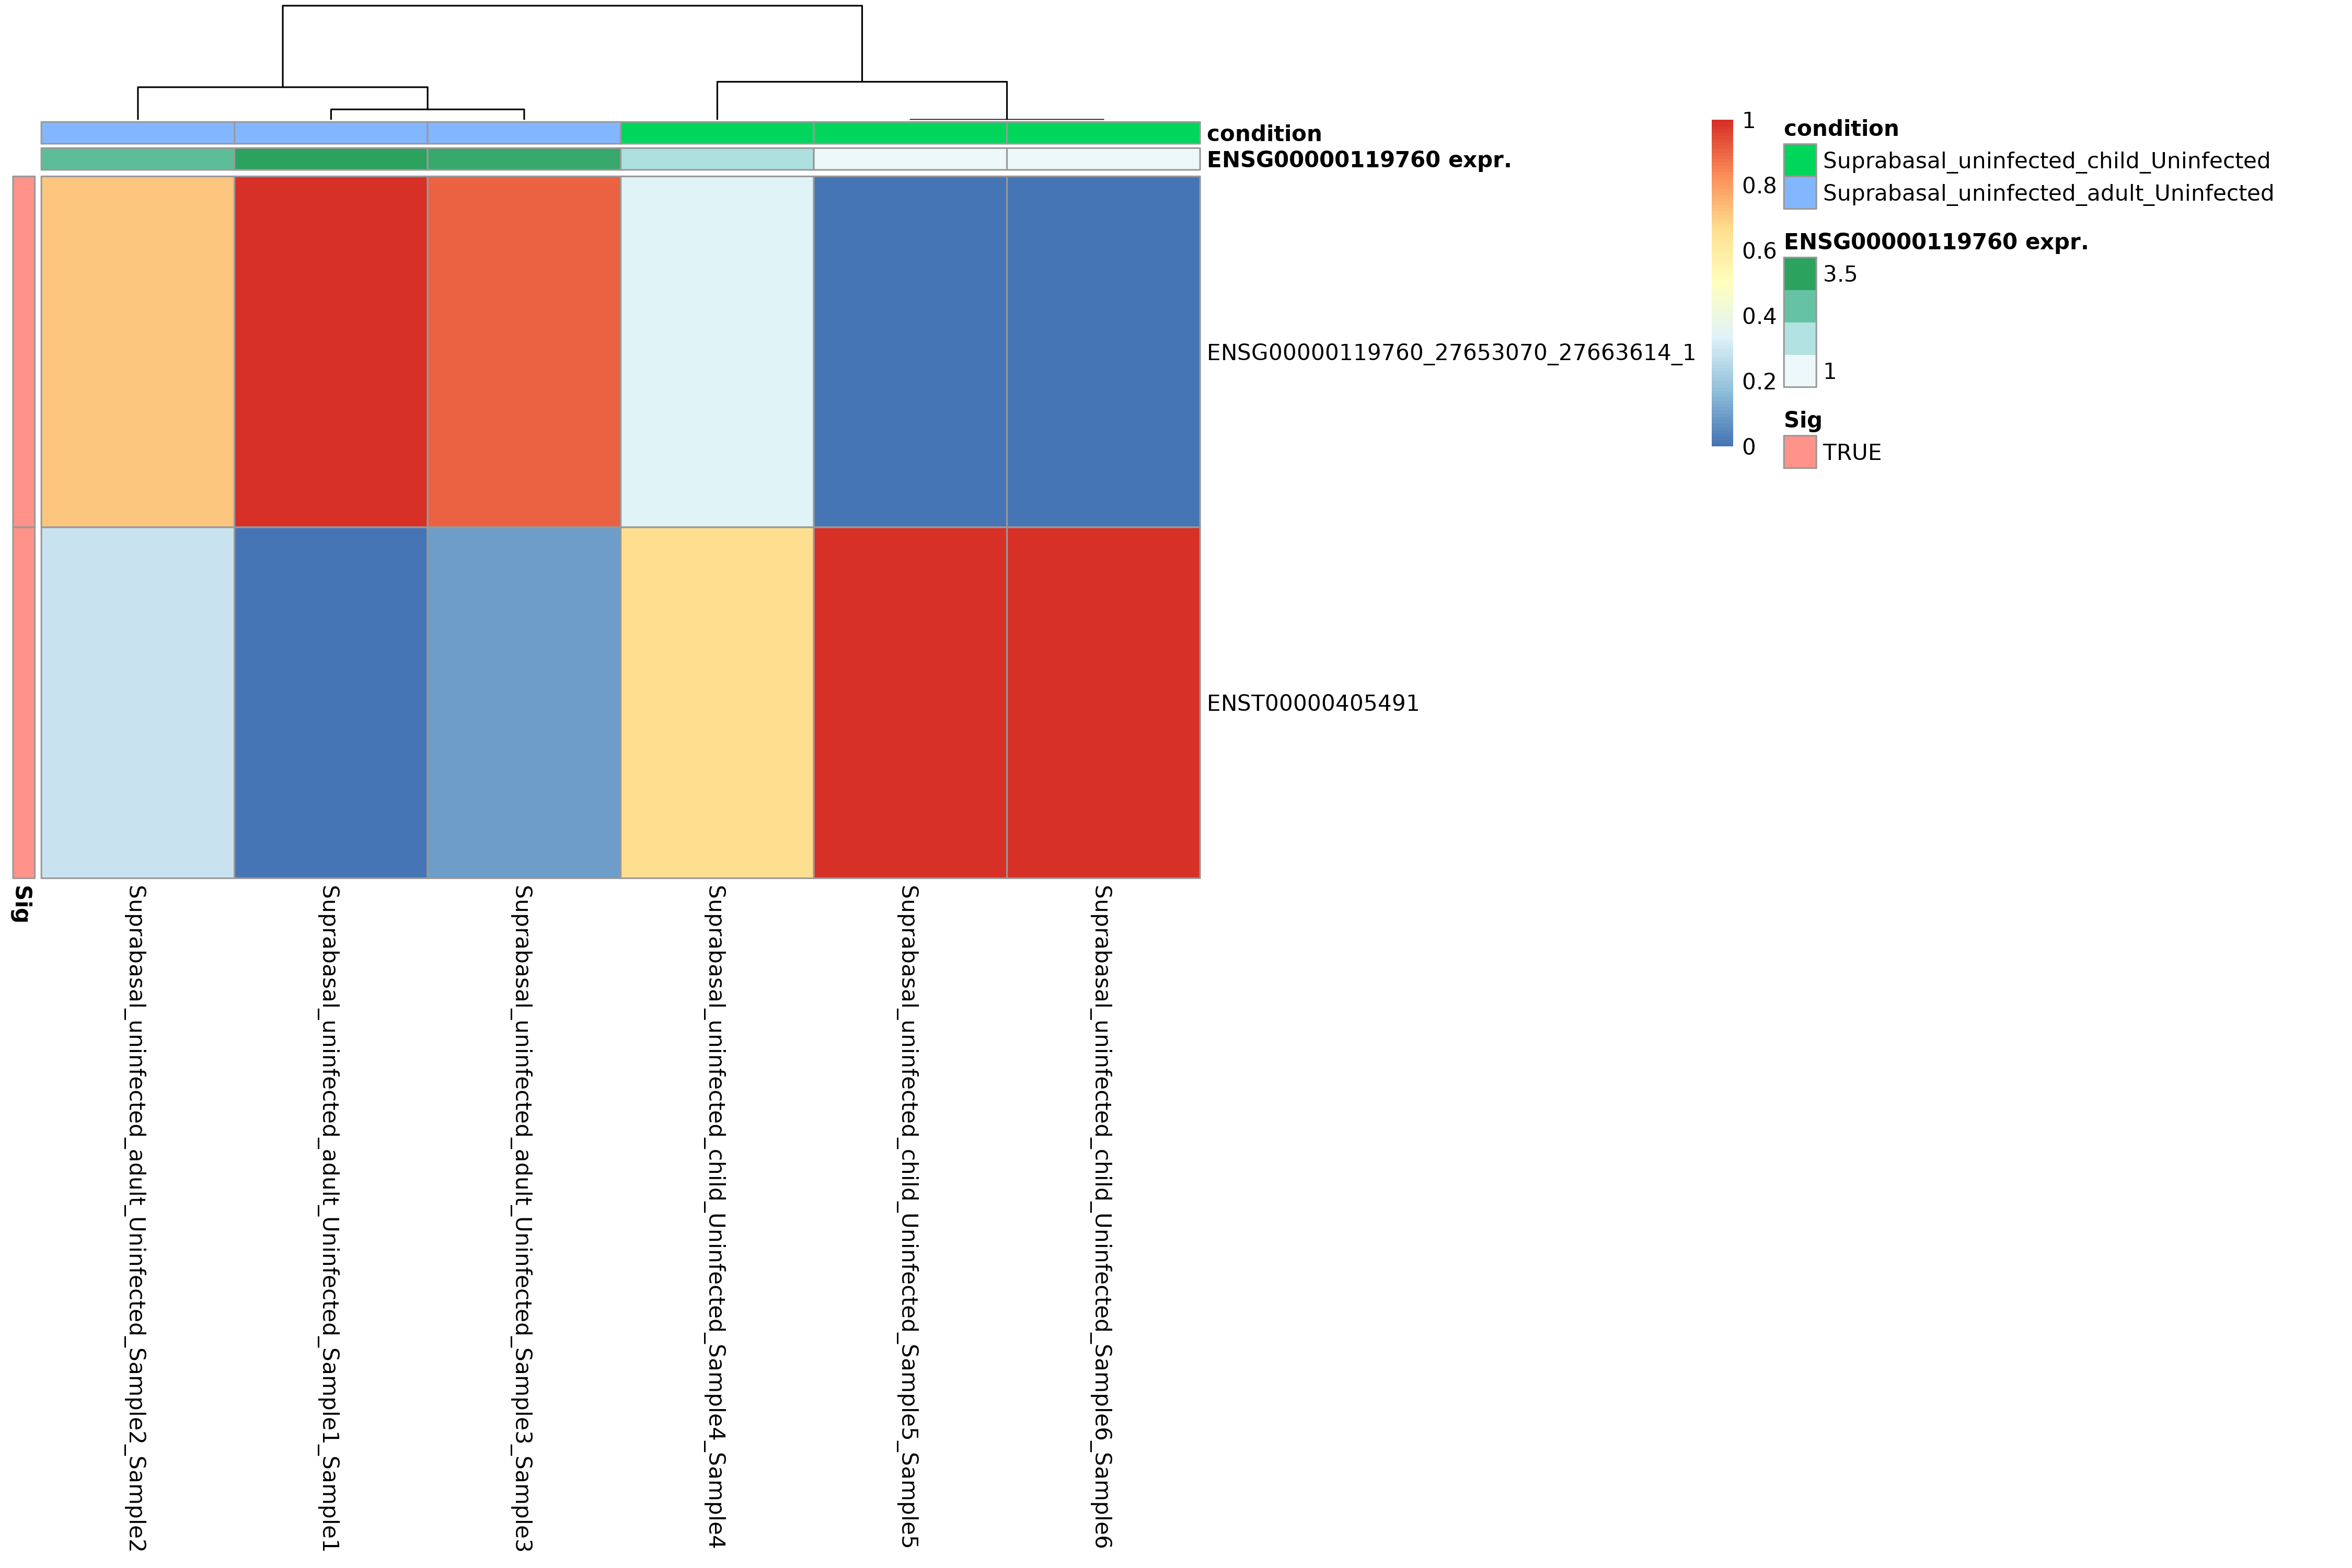 condition
ENSG00000119760 expr.
ENSG00000119760_27653070_27663614_1
ENST00000405491
1
0.8
0.6
0.4
0.2
0
condition
Suprabasal_uninfected_child_Uninfected
Suprabasal_uninfected_adult_Uninfected
ENSG00000119760 expr.
3.5
1
Sig
TRUE
Sig
Suprabasal_uninfected_adult_Uninfected_Sample2_Sample2
Suprabasal_uninfected_adult_Uninfected_Sample1_Sample1
Suprabasal_uninfected_adult_Uninfected_Sample3_Sample3
Suprabasal_uninfected_child_Uninfected_Sample4_Sample4
Suprabasal_uninfected_child_Uninfected_Sample5_Sample5
Suprabasal_uninfected_child_Uninfected_Sample6_Sample6